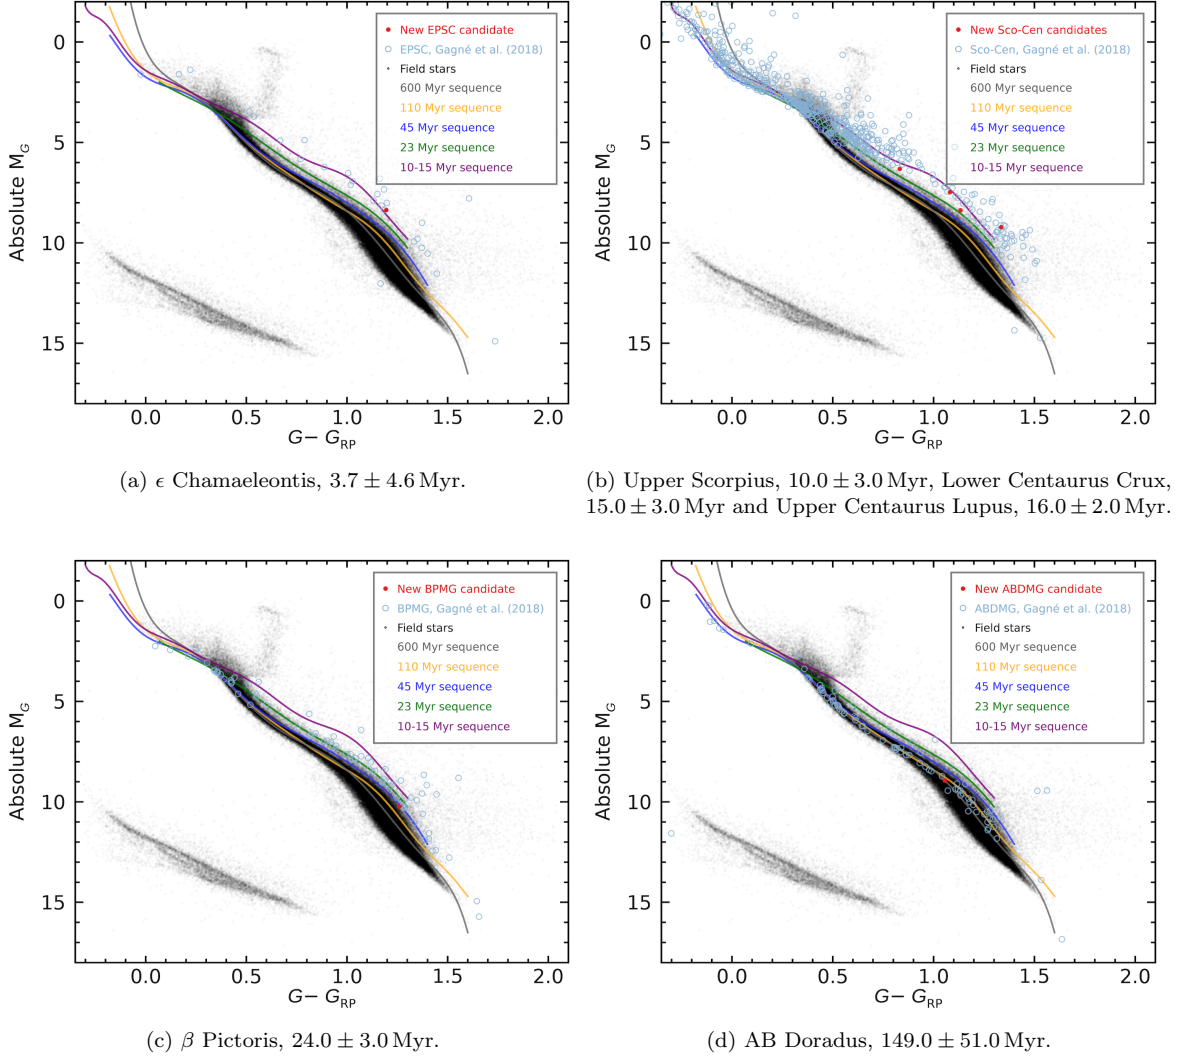 New EPSC candidate
EPSC, Gagné et al. (2018)
Field stars
600 Myr sequence
110 Myr sequence
45 Myr sequence
23 Myr sequence
10-15 Myr sequence
0
5
10
15
Absolute M_G
0.0 0.5 1.0 1.5 2.0
G− G_RP
(a) ϵ Chamaeleontis, 3.7 ± 4.6 Myr.
New Sco-Cen candidates
Sco-Cen, Gagné et al. (2018)
Field stars
600 Myr sequence
110 Myr sequence
45 Myr sequence
23 Myr sequence
10-15 Myr sequence
0
5
10
15
Absolute M_G
0.0 0.5 1.0 1.5 2.0
G− G_RP
(b) Upper Scorpius, 10.0 ± 3.0 Myr, Lower Centaurus Crux,
15.0 ± 3.0 Myr and Upper Centaurus Lupus, 16.0 ± 2.0 Myr.
New BPMG candidate
BPMG, Gagné et al. (2018)
Field stars
600 Myr sequence
110 Myr sequence
45 Myr sequence
23 Myr sequence
10-15 Myr sequence
0
5
10
15
Absolute M_G
0.0 0.5 1.0 1.5 2.0
G− G_RP
(c) β Pictoris, 24.0 ± 3.0 Myr.
New ABDMG candidate
ABDMG, Gagné et al. (2018)
Field stars
600 Myr sequence
110 Myr sequence
45 Myr sequence
23 Myr sequence
10-15 Myr sequence
0
5
10
15
Absolute M_G
0.0 0.5 1.0 1.5 2.0
G− G_RP
(d) AB Doradus, 149.0 ± 51.0 Myr.